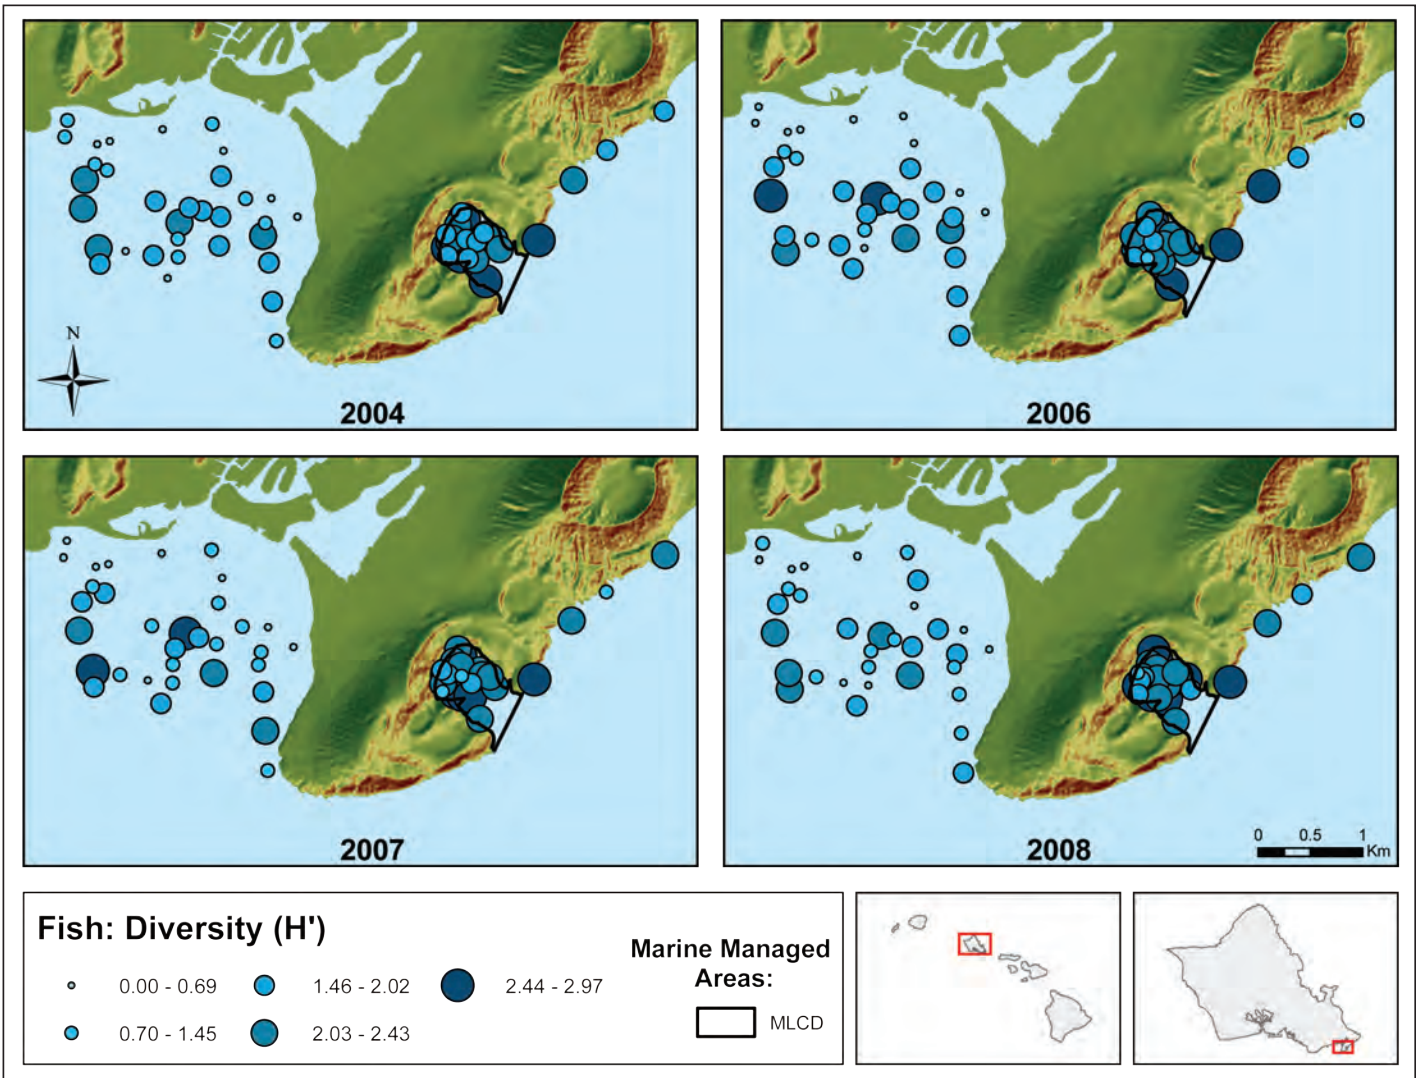 N
2004
2006
2007
2008
0 0.5 1
Km
Fish: Diversity (H')
0.00 - 0.69
1.46 - 2.02
2.44 - 2.97
0.70 - 1.45
2.03 - 2.43
Marine Managed
Areas:
MLCD